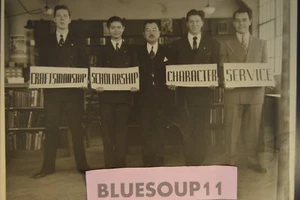 CRAFTSMANSHIP SCHOLARSHIP CHARACTER SERVICE
BLUESOUP11